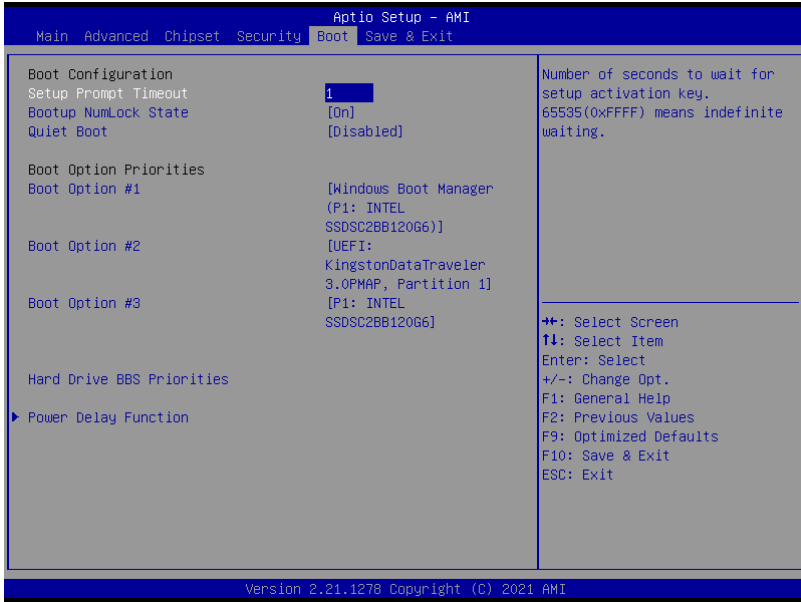 Aptio Setup – AMI
Main Advanced Chipset Security Boot Save & Exit
Boot Configuration
Setup Prompt Timeout 1
Bootup NumLock State [On]
Quiet Boot [Disabled]
Boot Option Priorities
Boot Option #1 [Windows Boot Manager
(P1: INTEL
SSDSC2BB120G6)]
Boot Option #2 [UEFI:
KingstonDataTraveler
3.0PMAP, Partition 1]
Boot Option #3 [P1: INTEL
SSDSC2BB120G6]
Hard Drive BBS Priorities
Power Delay Function
Number of seconds to wait for
setup activation key.
65535(0xFFFF) means indefinite
waiting.
→←: Select Screen
↑↓: Select Item
Enter: Select
+/-: Change Opt.
F1: General Help
F2: Previous Values
F9: Optimized Defaults
F10: Save & Exit
ESC: Exit
Version 2.21.1278 Copyright (C) 2021 AMI